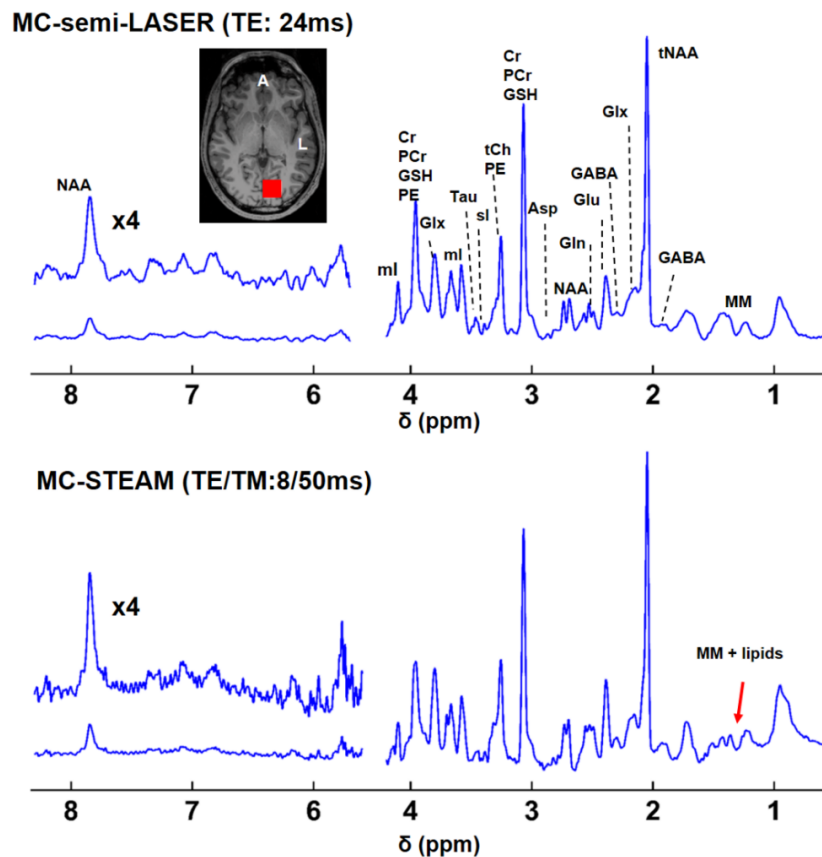 MC-semi-LASER (TE: 24ms)
A
L
NAA
x4
Cr
PCr
GSH
PE
mI
Glx
mI
Tau
sI
tCh
PE
Cr
PCr
GSH
Asp
NAA
Gln
Glu
GABA
Glx
tNAA
GABA
MM
8 7 6 4 3 2 1
δ (ppm)
MC-STEAM (TE/TM:8/50ms)
x4
MM + lipids
8 7 6 4 3 2 1
δ (ppm)